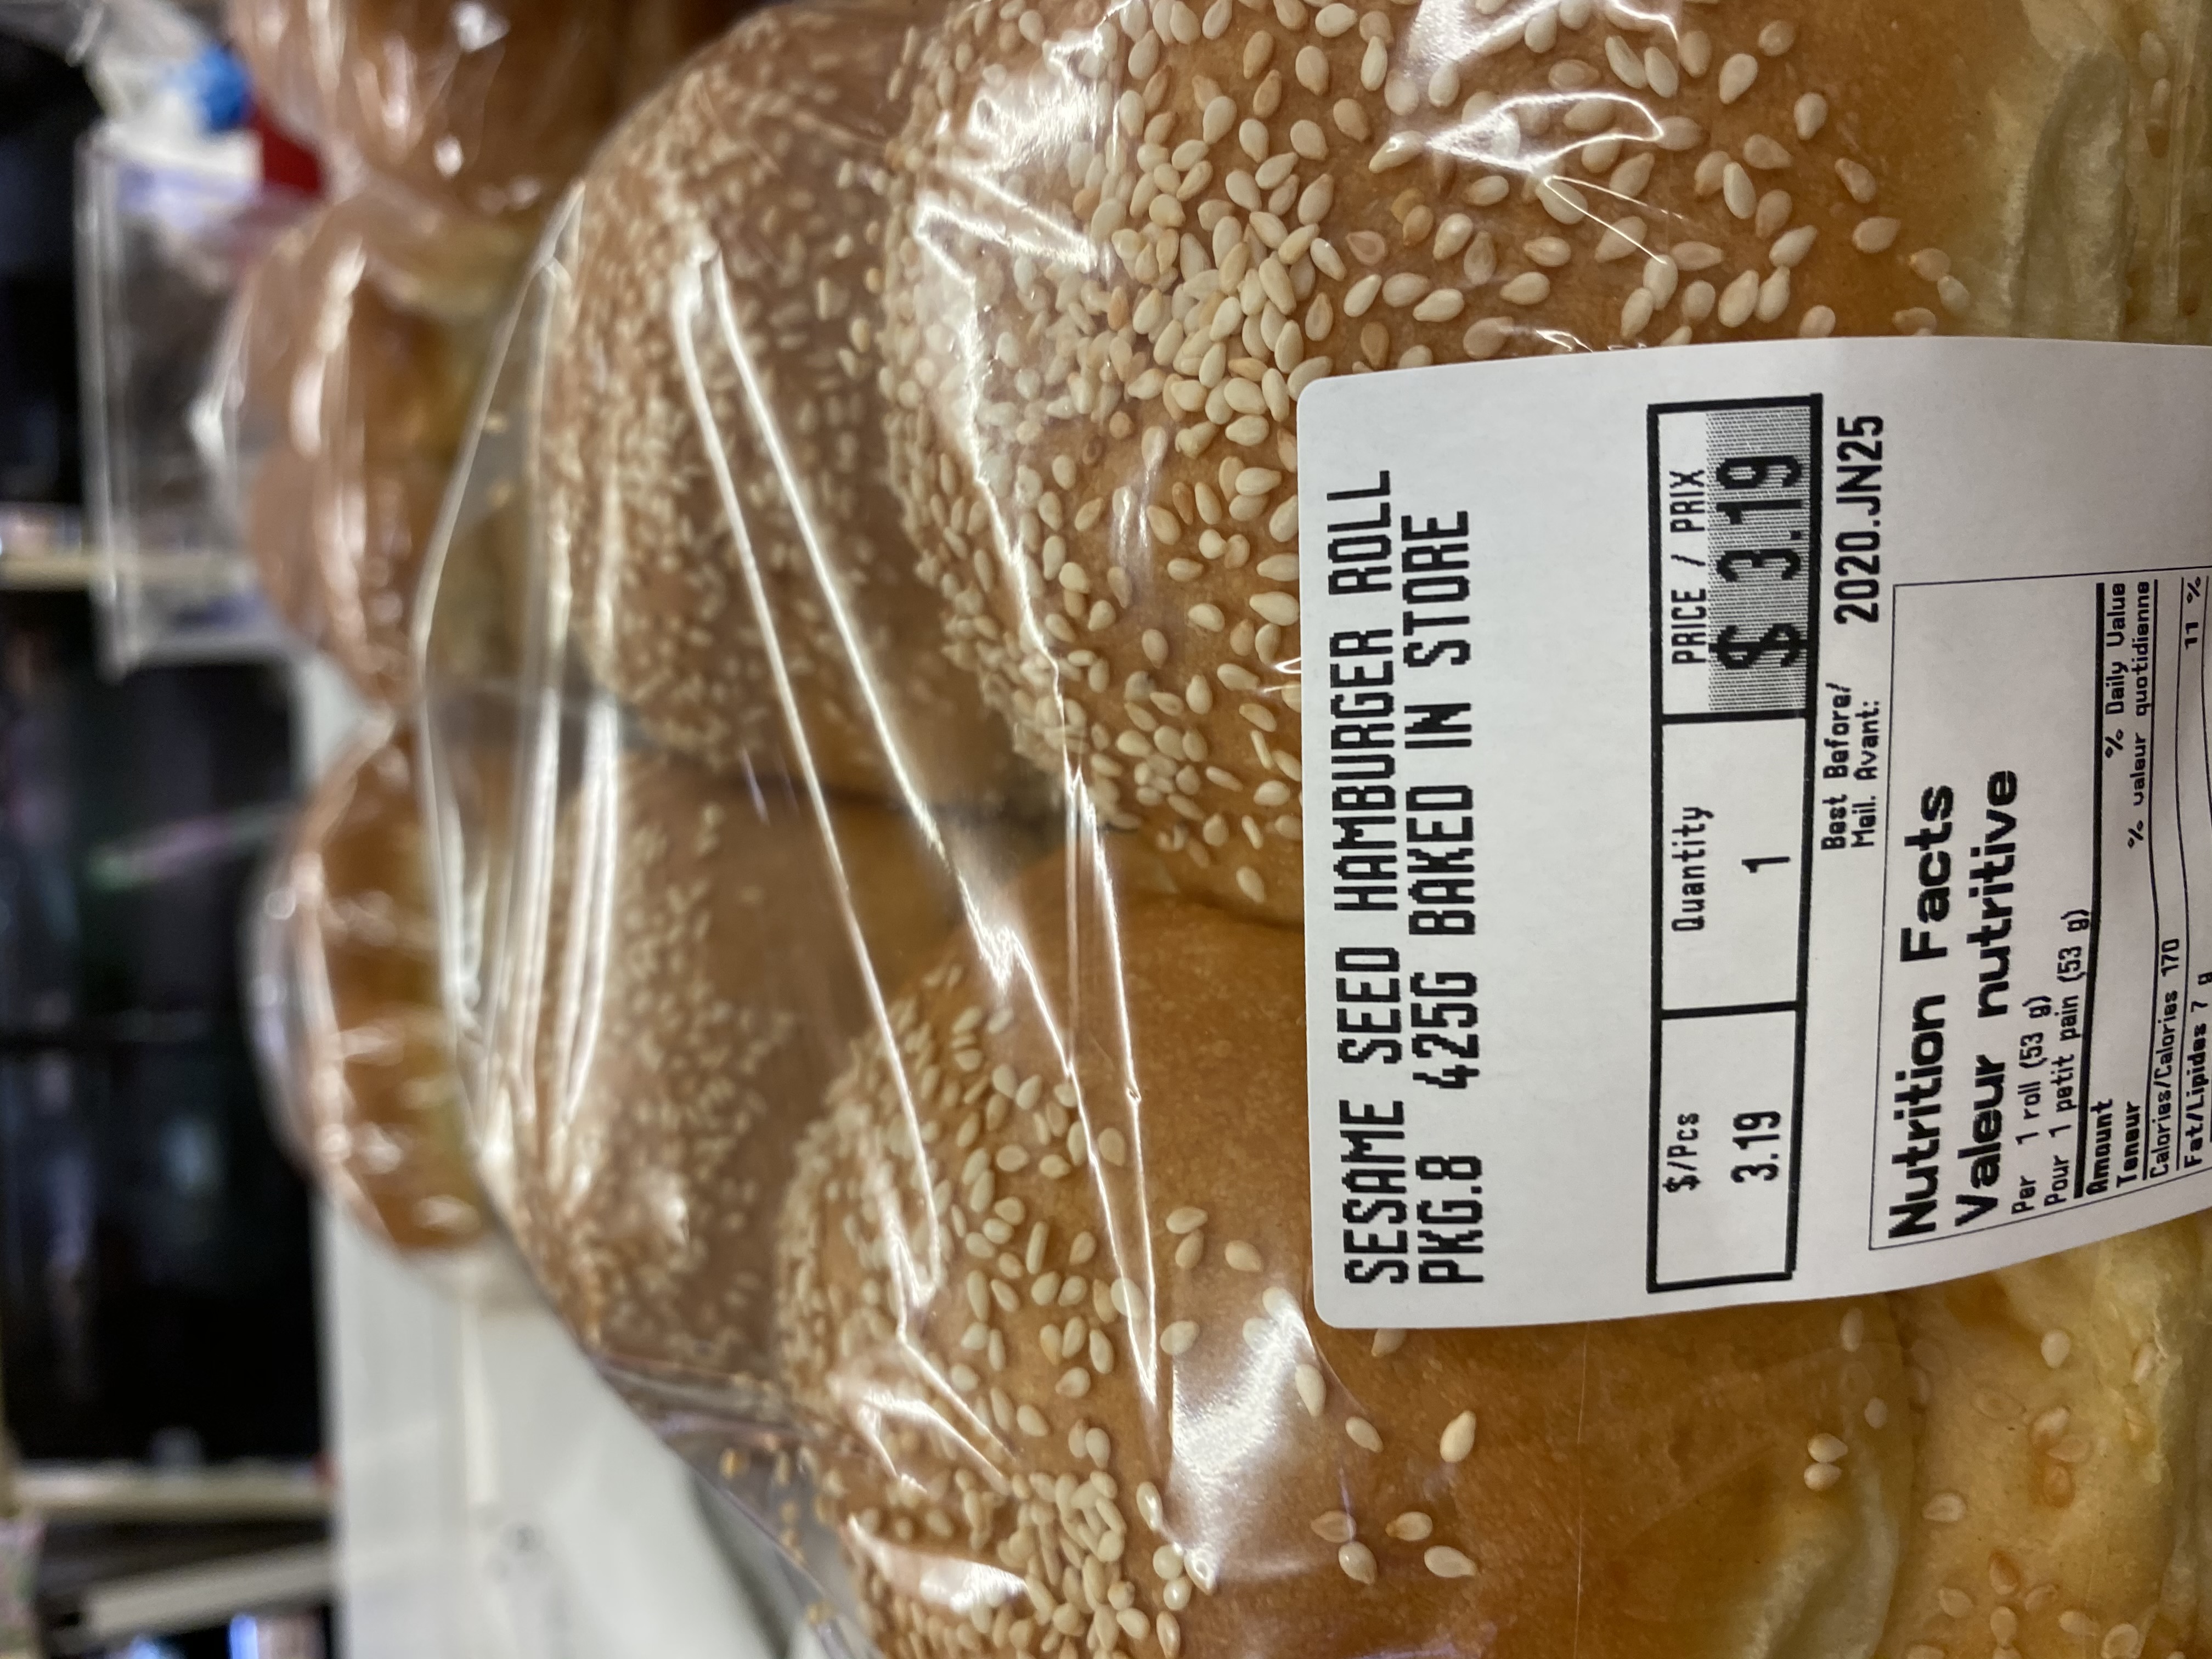 SESAME SEED HAMBURGER ROLL
PKG.8 425G BAKED IN STORE
$/Pcs Quantity PRICE / PRIX
3.19 1 $ 3.19
Best Before/
Meil. Avant: 2020.JN25
Nutrition Facts
Valeur nutritive
Per 1 roll (53 g)
Pour 1 petit pain (53 g)
Amount % Daily Value
Teneur % valeur quotidienne
Calories/Calories 170
Fat/Lipides 7 g 11 %